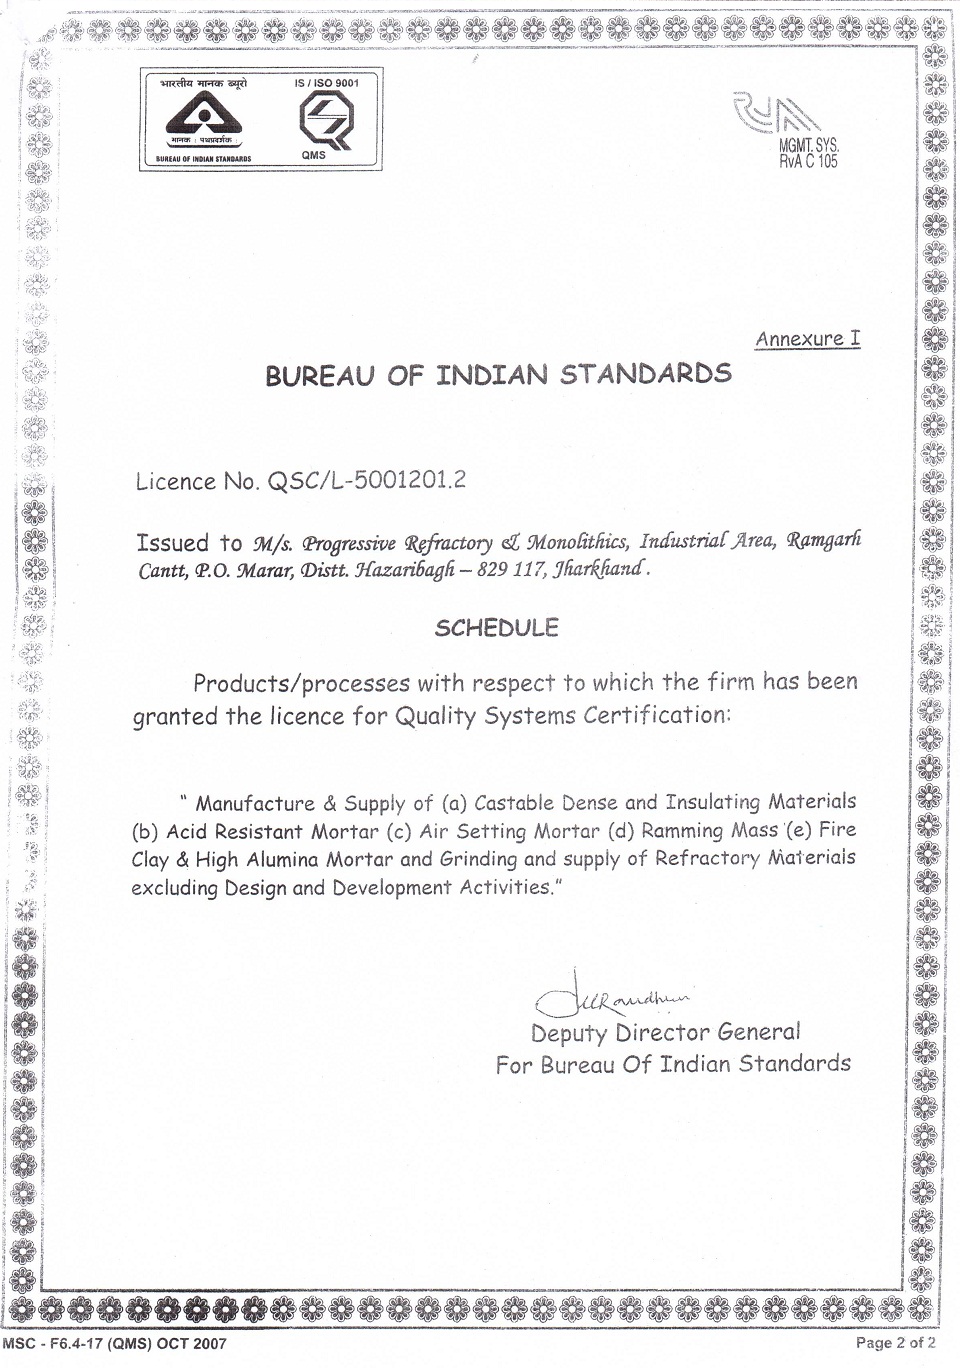 भारतीय मानक ब्यूरो
मानक : पथप्रदर्शक :
BUREAU OF INDIAN STANDARDS
IS / ISO 9001
QMS
MGMT. SYS.
RvA C 105
Annexure I
BUREAU OF INDIAN STANDARDS
Licence No. QSC/L-5001201.2
Issued to M/s. Progressive Refractory & Monolithics, Industrial Area, Ramgarh
Cantt, P.O. Marar, Distt. Hazaribagh – 829 117, Jharkhand.
SCHEDULE
Products/processes with respect to which the firm has been
granted the licence for Quality Systems Certification:
" Manufacture & Supply of (a) Castable Dense and Insulating Materials
(b) Acid Resistant Mortar (c) Air Setting Mortar (d) Ramming Mass (e) Fire
Clay & High Alumina Mortar and Grinding and supply of Refractory Materials
excluding Design and Development Activities."
Deputy Director General
For Bureau Of Indian Standards
MSC - F6.4-17 (QMS) OCT 2007
Page 2 of 2